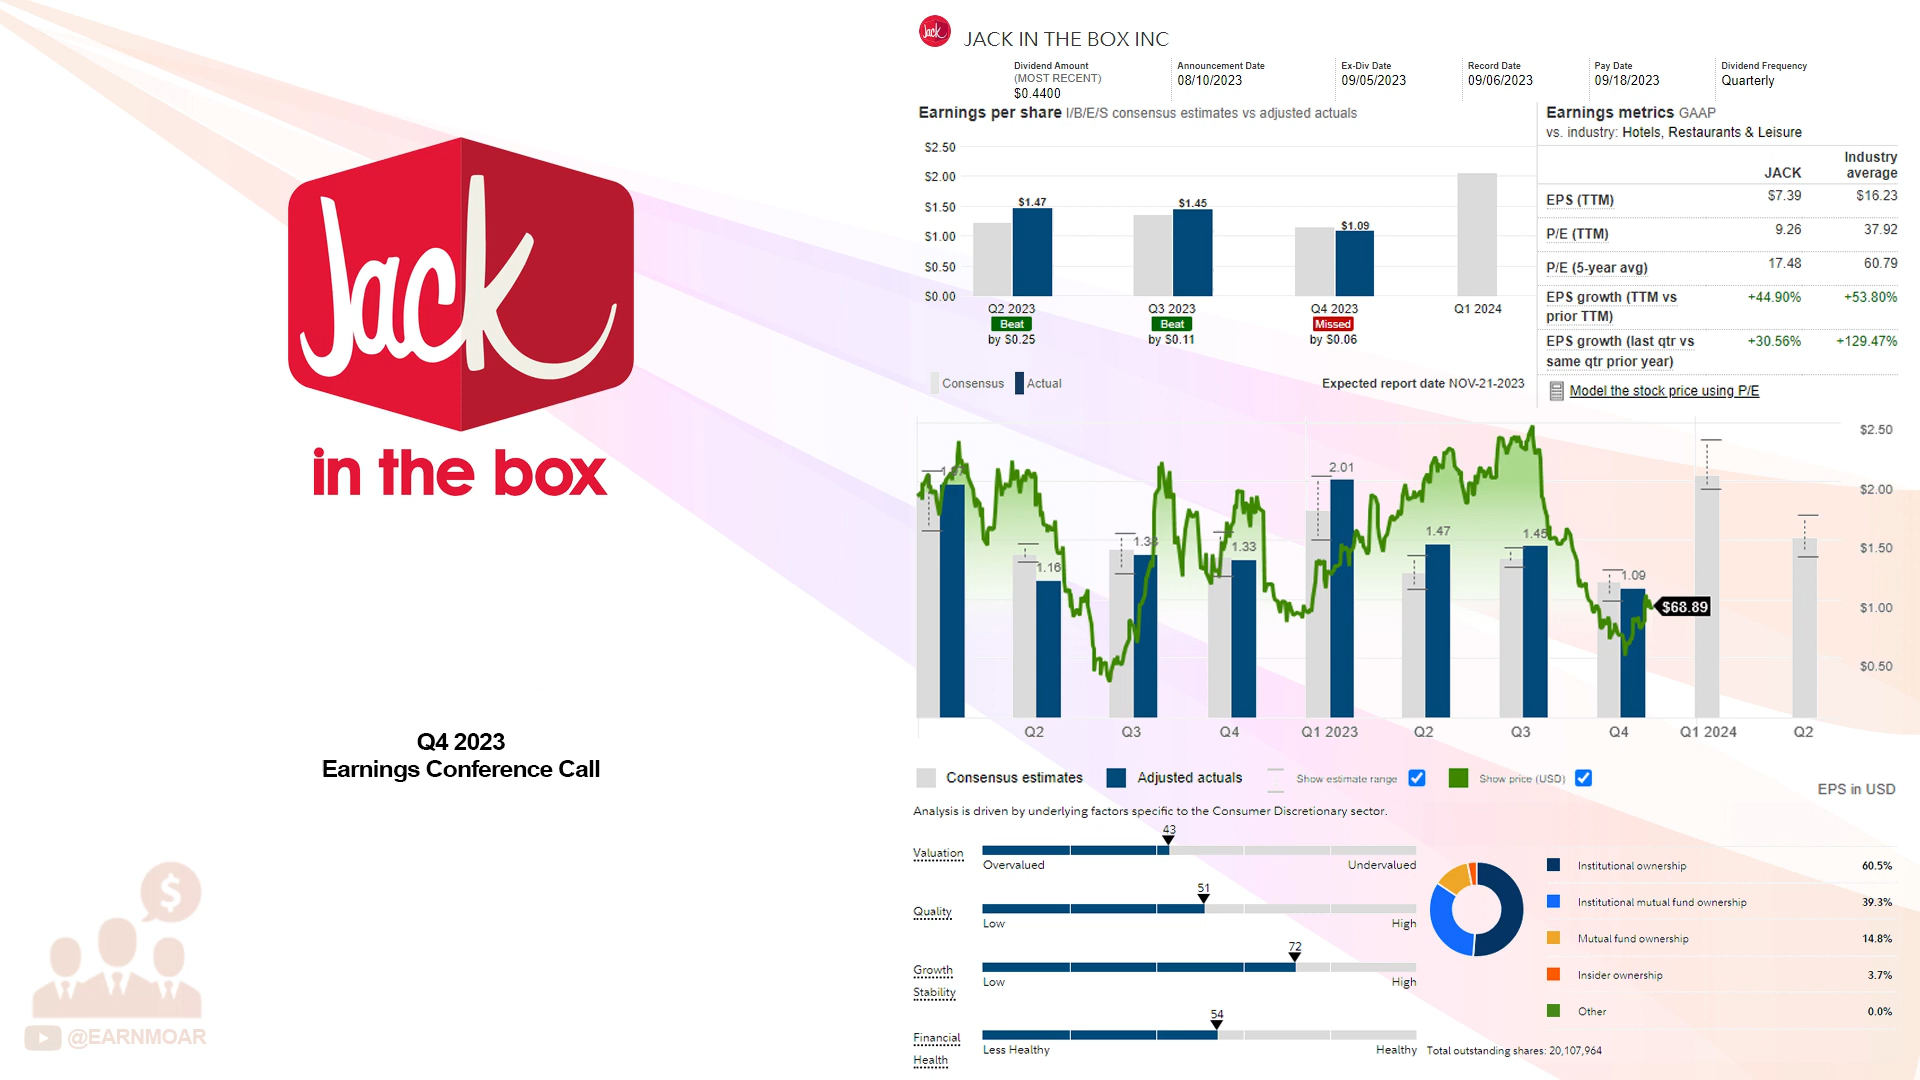 Jack
in the box
Q4 2023
Earnings Conference Call
@EARNMOAR
Jack
JACK IN THE BOX INC
Dividend Amount
(MOST RECENT)
$0.4400
Announcement Date
08/10/2023
Ex-Div Date
09/05/2023
Record Date
09/06/2023
Pay Date
09/18/2023
Dividend Frequency
Quarterly
Earnings per share I/B/E/S consensus estimates vs adjusted actuals
$2.50
$2.00
$1.50
$1.00
$0.50
$0.00
$1.47
$1.45
$1.09
Q2 2023
Beat
by $0.25
Q3 2023
Beat
by $0.11
Q4 2023
Missed
by $0.06
Q1 2024
Consensus
Actual
Expected report date NOV-21-2023
Earnings metrics GAAP
vs. industry: Hotels, Restaurants & Leisure
JACK
Industry
average
EPS (TTM) $7.39 $16.23
P/E (TTM) 9.26 37.92
P/E (5-year avg) 17.48 60.79
EPS growth (TTM vs
prior TTM) +44.90% +53.80%
EPS growth (last qtr vs
same qtr prior year) +30.56% +129.47%
Model the stock price using P/E
1.16
1.33
2.01
1.47
1.45
1.09
$68.89
$2.50
$2.00
$1.50
$1.00
$0.50
Q2
Q3
Q4
Q1 2023
Q2
Q3
Q4
Q1 2024
Q2
Consensus estimates
Adjusted actuals
Show estimate range
Show price (USD)
EPS in USD
Analysis is driven by underlying factors specific to the Consumer Discretionary sector.
Valuation
43
Overvalued
Undervalued
Quality
51
Low
High
Growth
Stability
72
Low
High
Financial
Health
54
Less Healthy
Healthy
Institutional ownership 60.5%
Institutional mutual fund ownership 39.3%
Mutual fund ownership 14.8%
Insider ownership 3.7%
Other 0.0%
Total outstanding shares: 20,107,964
$